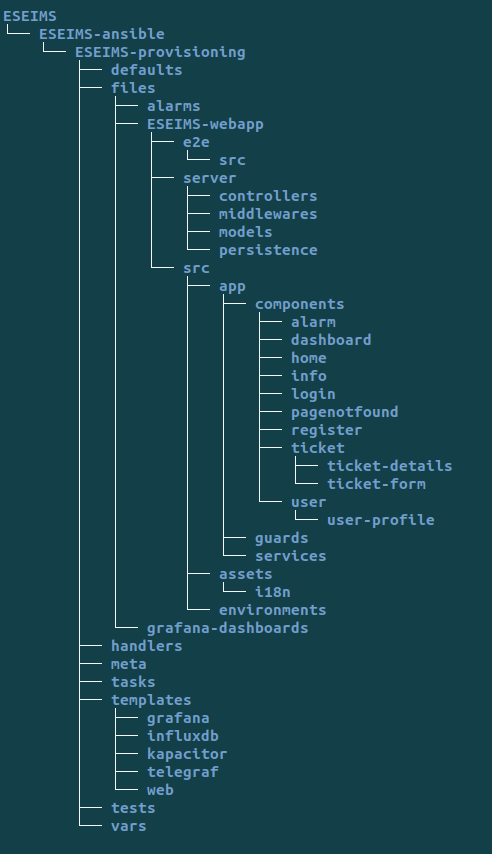 ESEIMS
ESEIMS-ansible
ESEIMS-provisioning
defaults
files
alarms
ESEIMS-webapp
e2e
src
server
controllers
middlewares
models
persistence
src
app
components
alarm
dashboard
home
info
login
pagenotfound
register
ticket
ticket-details
ticket-form
user
user-profile
guards
services
assets
i18n
environments
grafana-dashboards
handlers
meta
tasks
templates
grafana
influxdb
kapacitor
telegraf
web
tests
vars